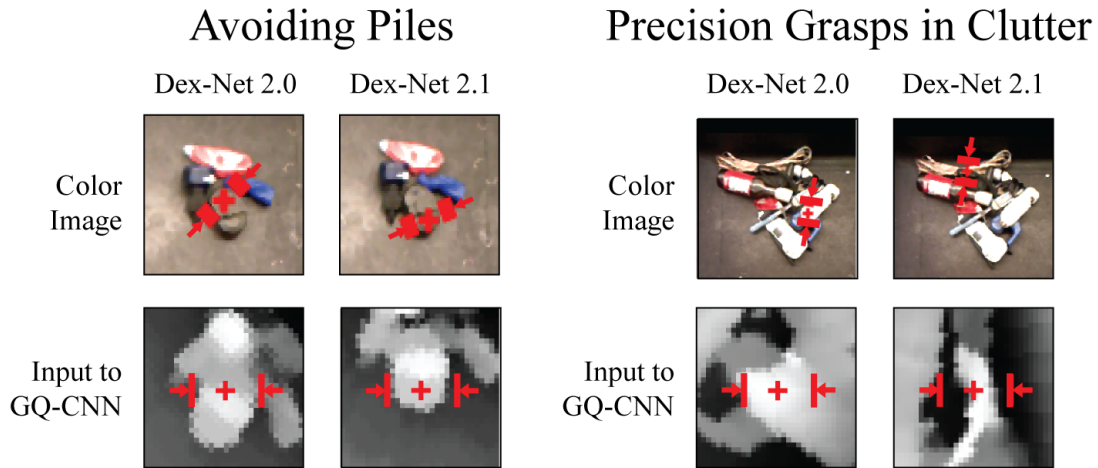 Avoiding Piles
Precision Grasps in Clutter
Dex-Net 2.0
Dex-Net 2.1
Dex-Net 2.0
Dex-Net 2.1
Color
Image
Color
Image
Input to
GQ-CNN
Input to
GQ-CNN